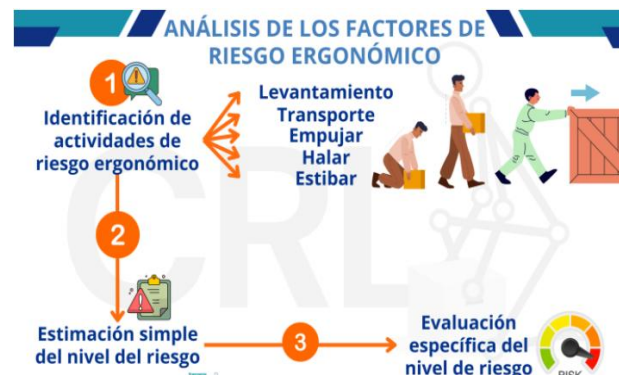 ANÁLISIS DE LOS FACTORES DE
RIESGO ERGONÓMICO
1
Identificación de
actividades de
riesgo ergonómico
Levantamiento
Transporte
Empujar
Halar
Estibar
CRL
2
Estimación simple
del nivel del riesgo
3
Evaluación
específica del
nivel de riesgo
RISK